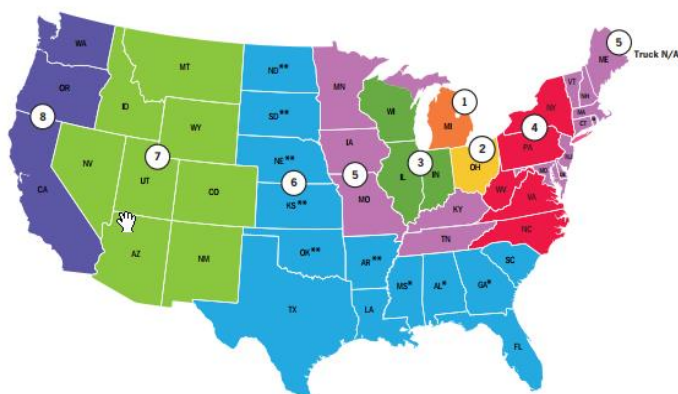 WA
OR
8
CA
MT
ID
WY
NV
7
UT
CO
AZ
NM
ND**
SD**
NE**
6
KS**
OK**
TX
MN
IA
5
MO
AR**
LA
WI
3
IL
IN
1
MI
2
OH
KY
TN
MS*
AL*
GA*
FL
SC
NC
VA
WV
PA
4
NY
VT
NH
MA
CT
NJ
ME
5
Truck N/A